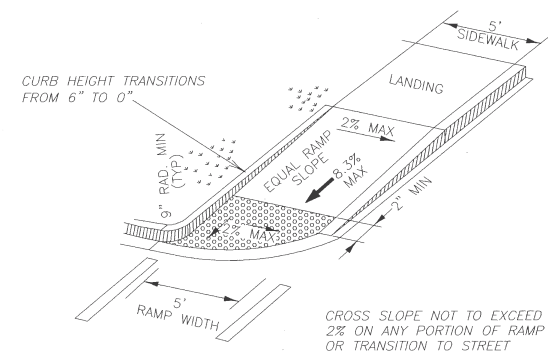 5'
SIDEWALK
CURB HEIGHT TRANSITIONS
FROM 6" TO 0"
LANDING
2% MAX
9" RAD. MIN
(TYP)
EQUAL RAMP
SLOPE
8.3%
MAX
2" MIN
2% MAX
5'
RAMP WIDTH
CROSS SLOPE NOT TO EXCEED
2% ON ANY PORTION OF RAMP
OR TRANSITION TO STREET